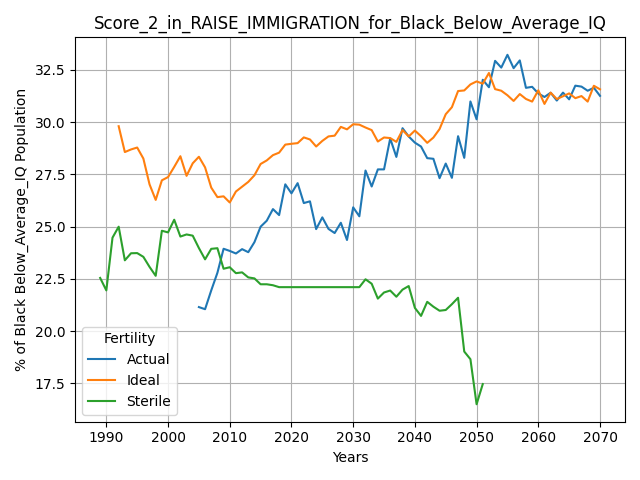 Score_2_in_RAISE_IMMIGRATION_for_Black_Below_Average_IQ
% of Black Below_Average_IQ Population
32.5
30.0
27.5
25.0
22.5
20.0
17.5
Fertility
Actual
Ideal
Sterile
1990 2000 2010 2020 2030 2040 2050 2060 2070
Years